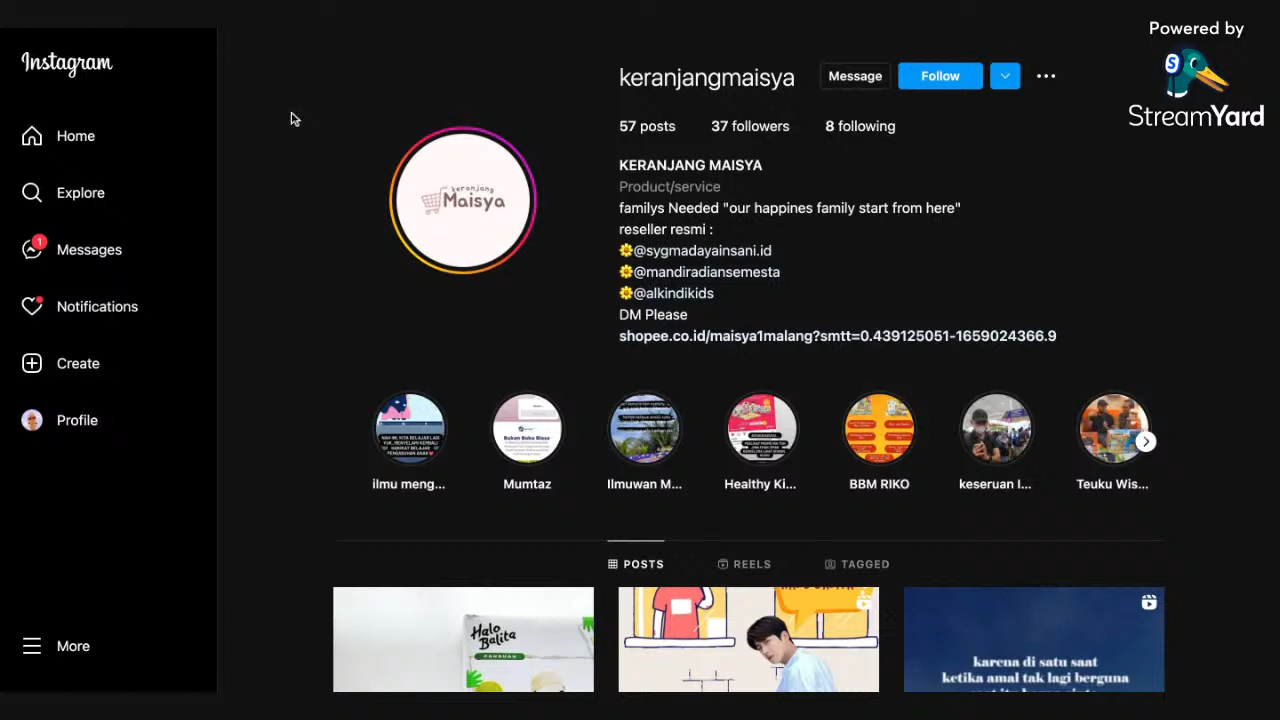 Powered by
StreamYard
Instagram
Home
Explore
1
Messages
Notifications
Create
Profile
More
keranjangmaisya
Message
Follow
57 posts
37 followers
8 following
keranjang
Maisya
KERANJANG MAISYA
Product/service
familys Needed "our happines family start from here"
reseller resmi :
🌼@sygmadayainsani.id
🌼@mandiradiansemesta
🌼@alkindikids
DM Please
shopee.co.id/maisya1malang?smtt=0.439125051-1659024366.9
ilmu meng...
Mumtaz
Ilmuwan M...
Healthy Ki...
BBM RIKO
keseruan I...
Teuku Wis...
POSTS
REELS
TAGGED
Halo
Balita
PANDUAN
karena di satu saat
ketika amal tak lagi berguna